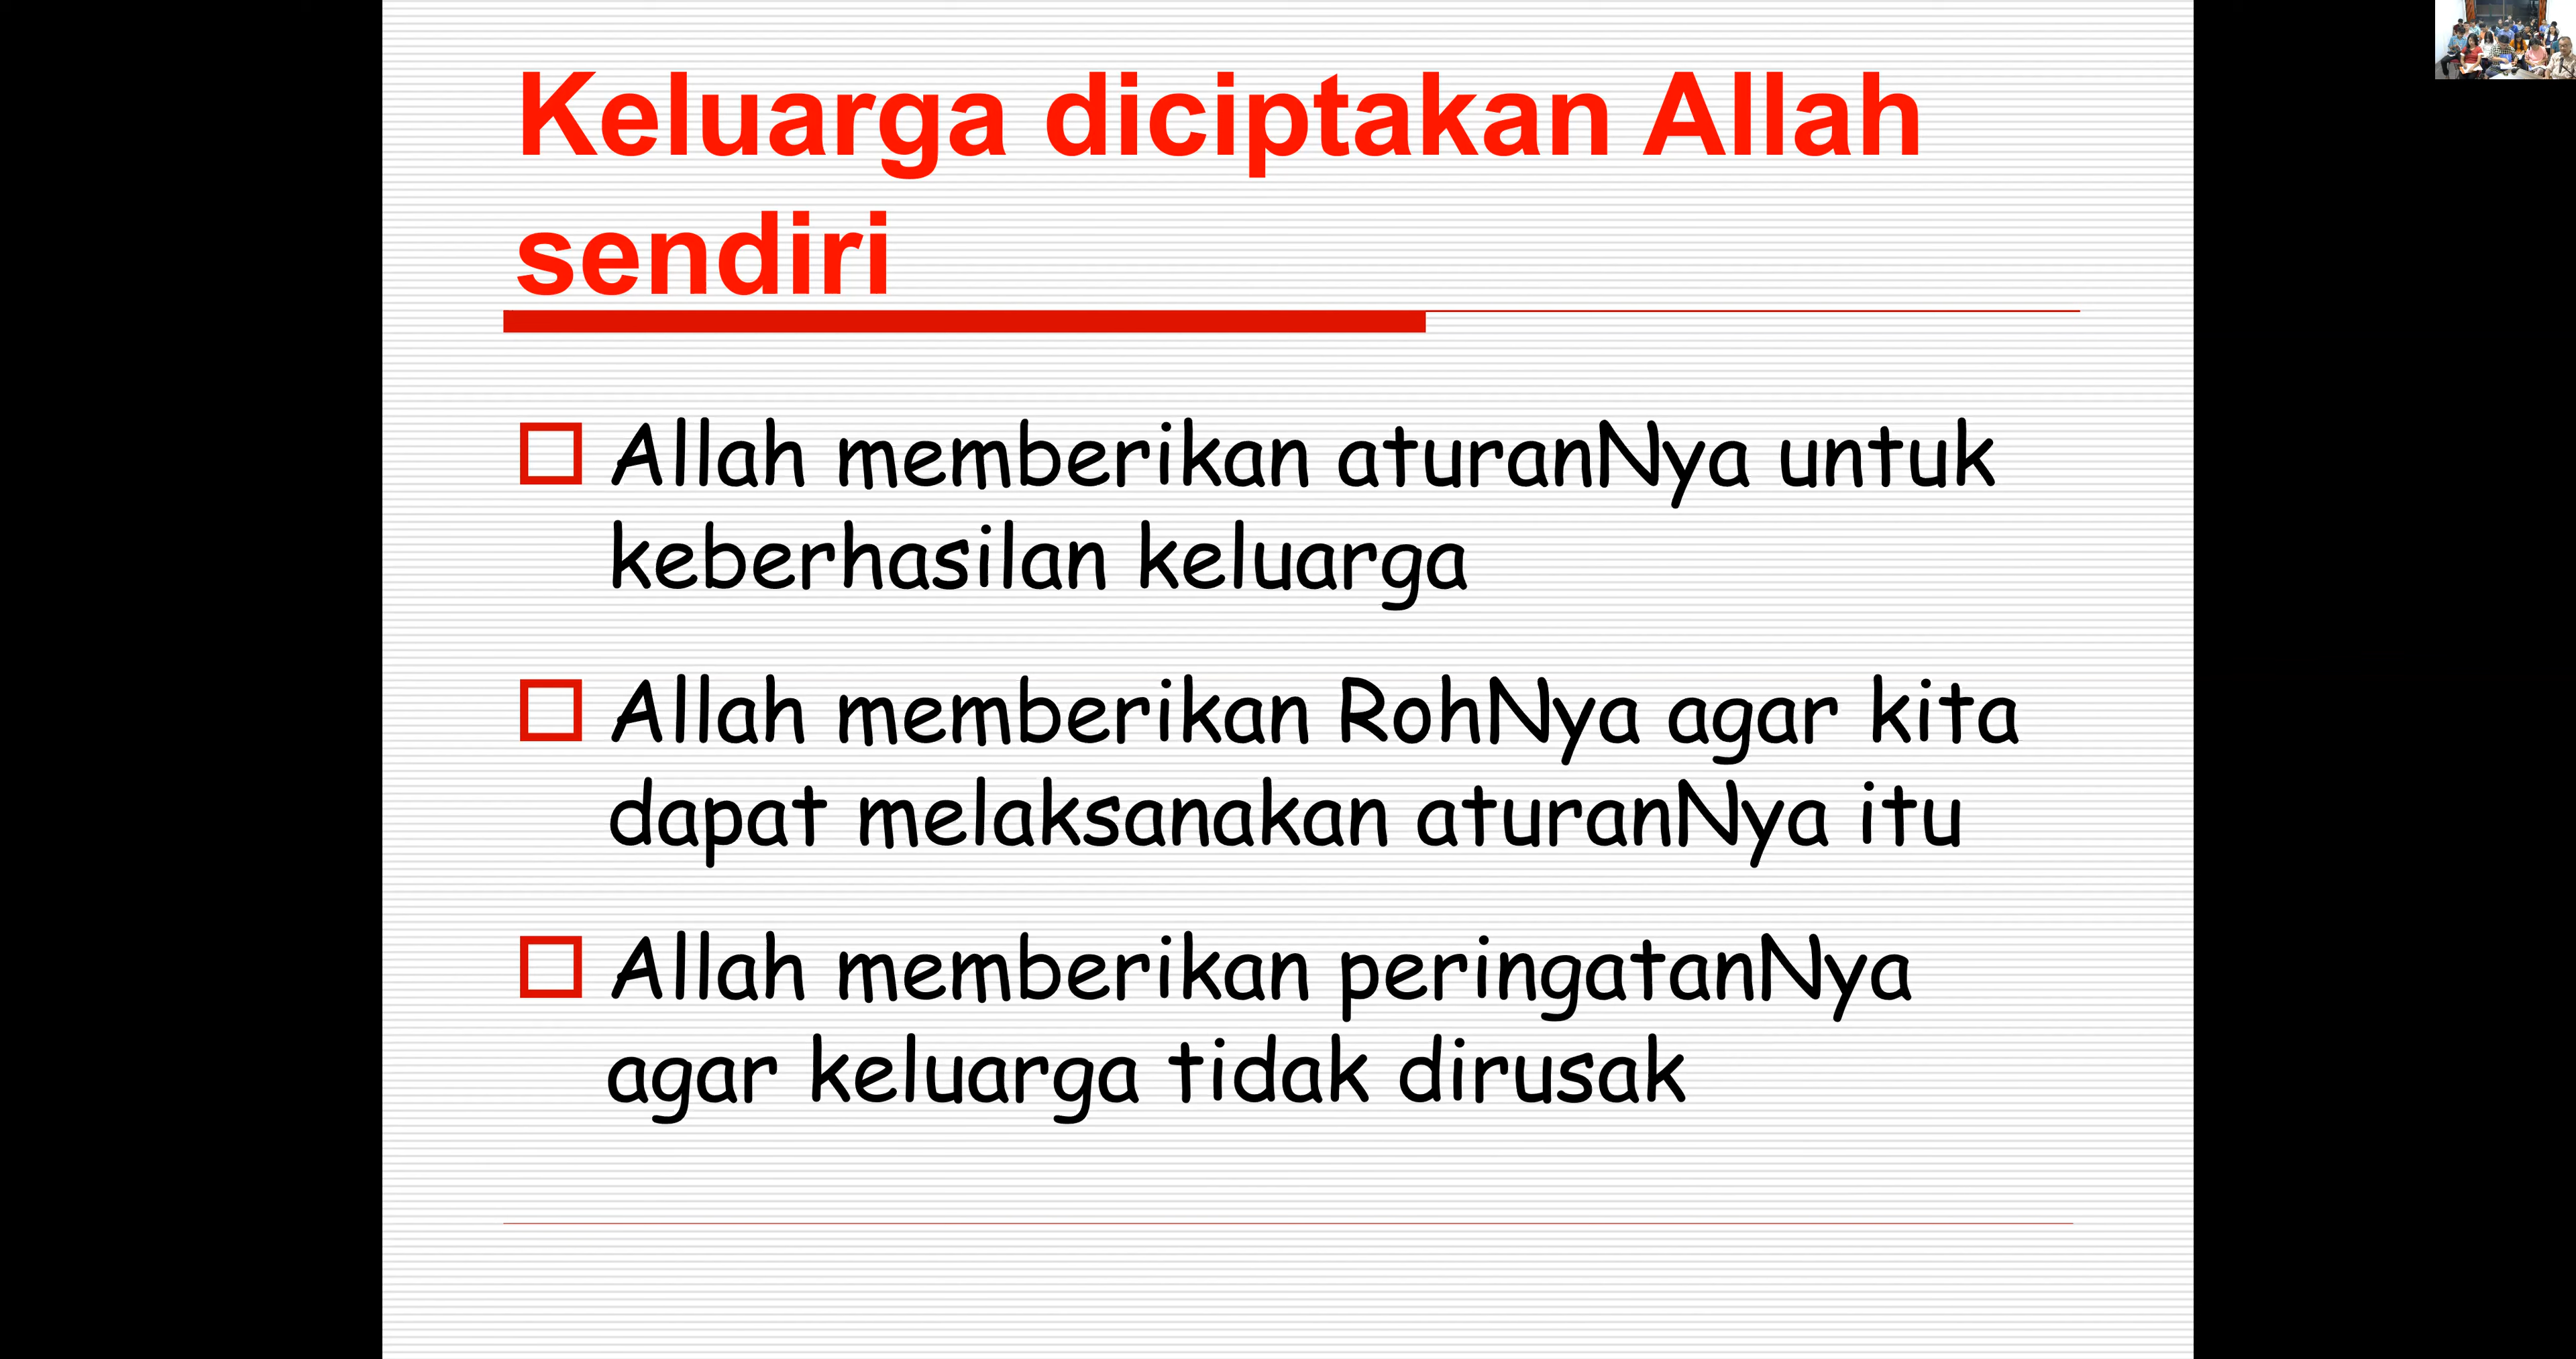 Keluarga diciptakan Allah
sendiri
Allah memberikan aturanNya untuk
keberhasilan keluarga
Allah memberikan RohNya agar kita
dapat melaksanakan aturanNya itu
Allah memberikan peringatanNya
agar keluarga tidak dirusak